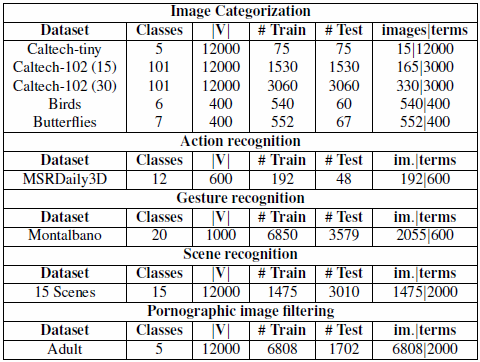 Image Categorization
Dataset Classes |V| # Train # Test images|terms
Caltech-tiny 5 12000 75 75 15|12000
Caltech-102 (15) 101 12000 1530 1530 165|3000
Caltech-102 (30) 101 12000 3060 3060 330|3000
Birds 6 400 540 60 540|400
Butterflies 7 400 552 67 552|400
Action recognition
Dataset Classes |V| # Train # Test im.|terms
MSRDaily3D 12 600 192 48 192|600
Gesture recognition
Dataset Classes |V| # Train # Test im.|terms
Montalbano 20 1000 6850 3579 2055|600
Scene recognition
Dataset Classes |V| # Train # Test im.|terms
15 Scenes 15 12000 1475 3010 1475|2000
Pornographic image filtering
Dataset Classes |V| # Train # Test im.|terms
Adult 5 12000 6808 1702 6808|2000